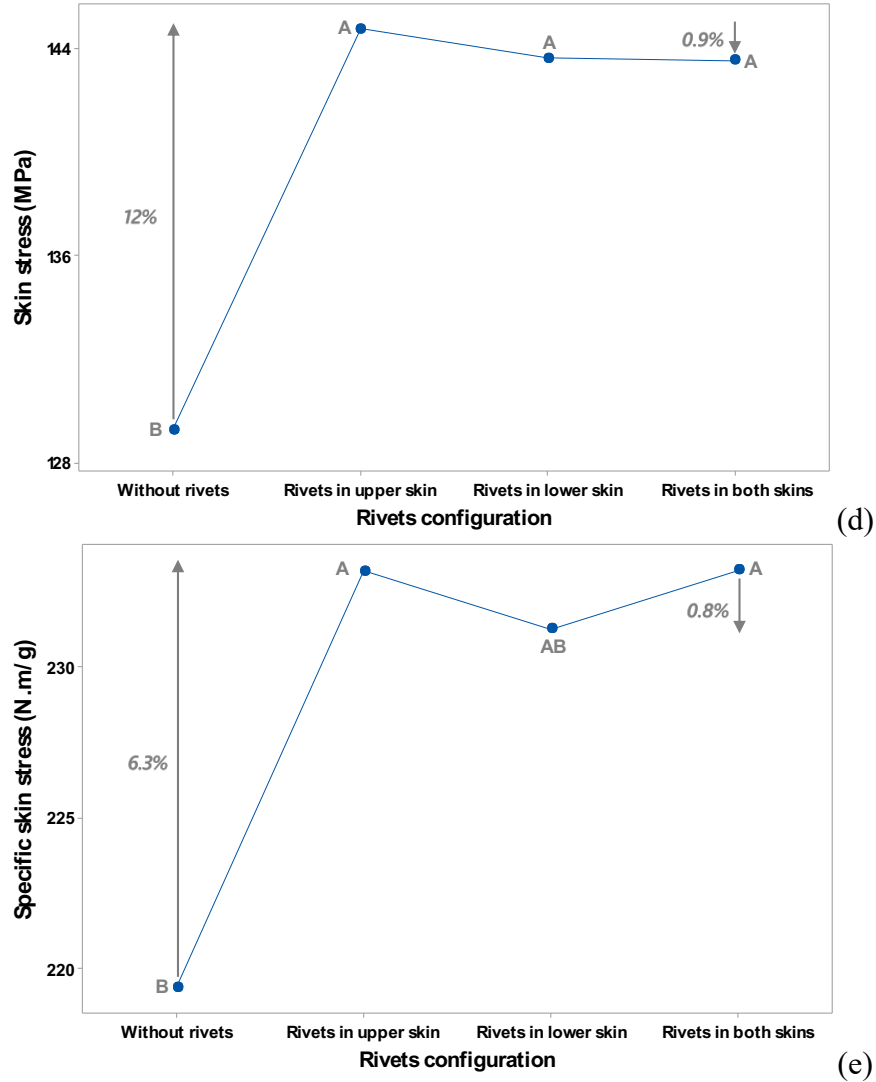 144
A
A
0.9%
A
Skin stress (MPa)
12%
136
B
128
Without rivets
Rivets in upper skin
Rivets in lower skin
Rivets in both skins
Rivets configuration
(d)
A
A
0.8%
AB
230
Specific skin stress (N.m/g)
6.3%
225
220
B
Without rivets
Rivets in upper skin
Rivets in lower skin
Rivets in both skins
Rivets configuration
(e)